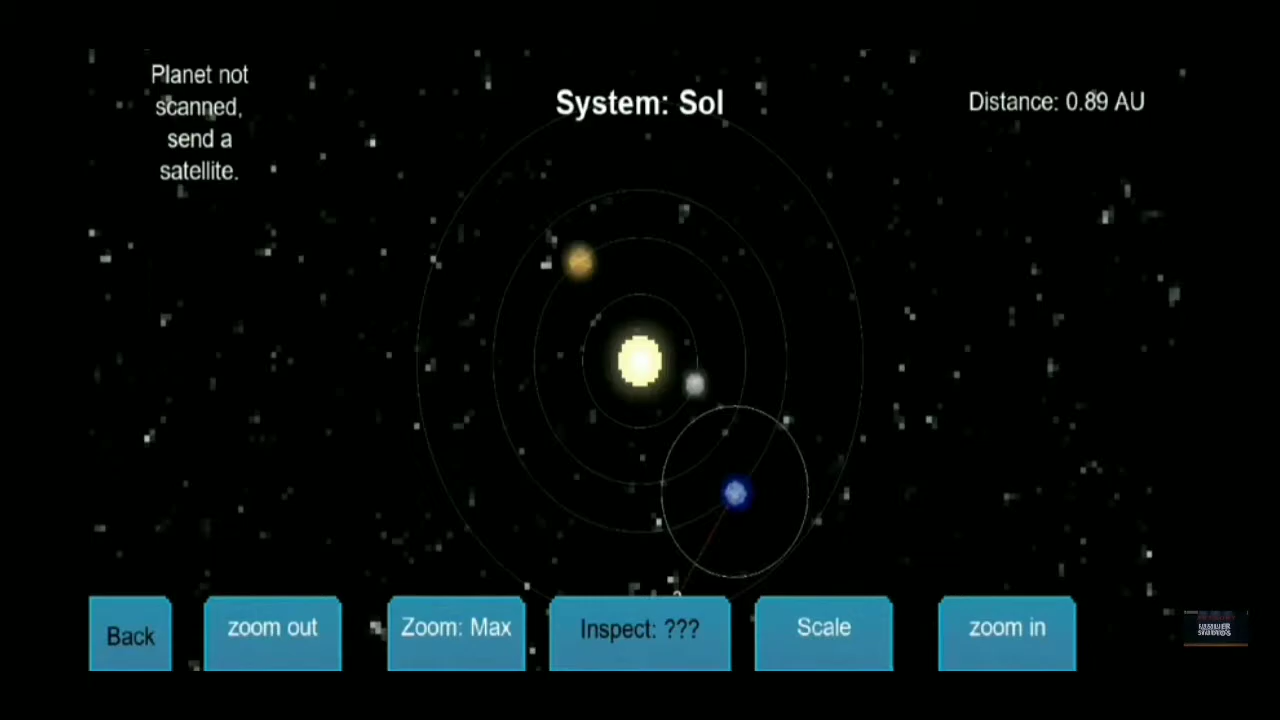 Planet not
scanned,
send a
satellite.
System: Sol
Distance: 0.89 AU
?
Back
zoom out
Zoom: Max
Inspect: ???
Scale
zoom in